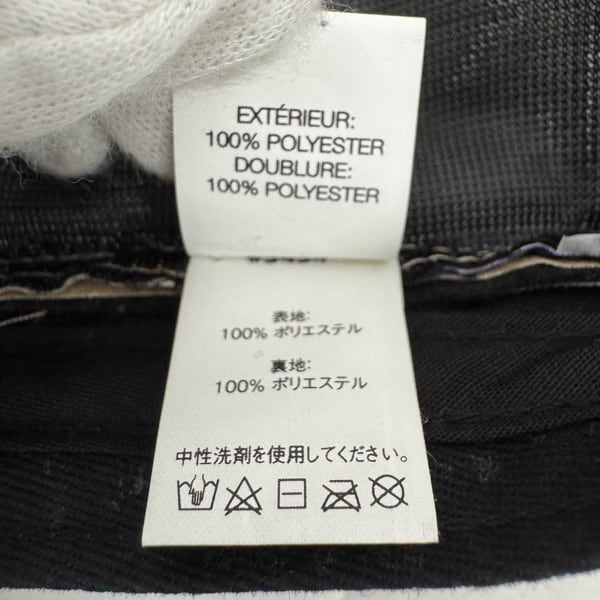 EXTÉRIEUR:
100% POLYESTER
DOUBLURE:
100% POLYESTER
表地:
100% ポリエステル
裏地:
100% ポリエステル
中性洗剤を使用してください。